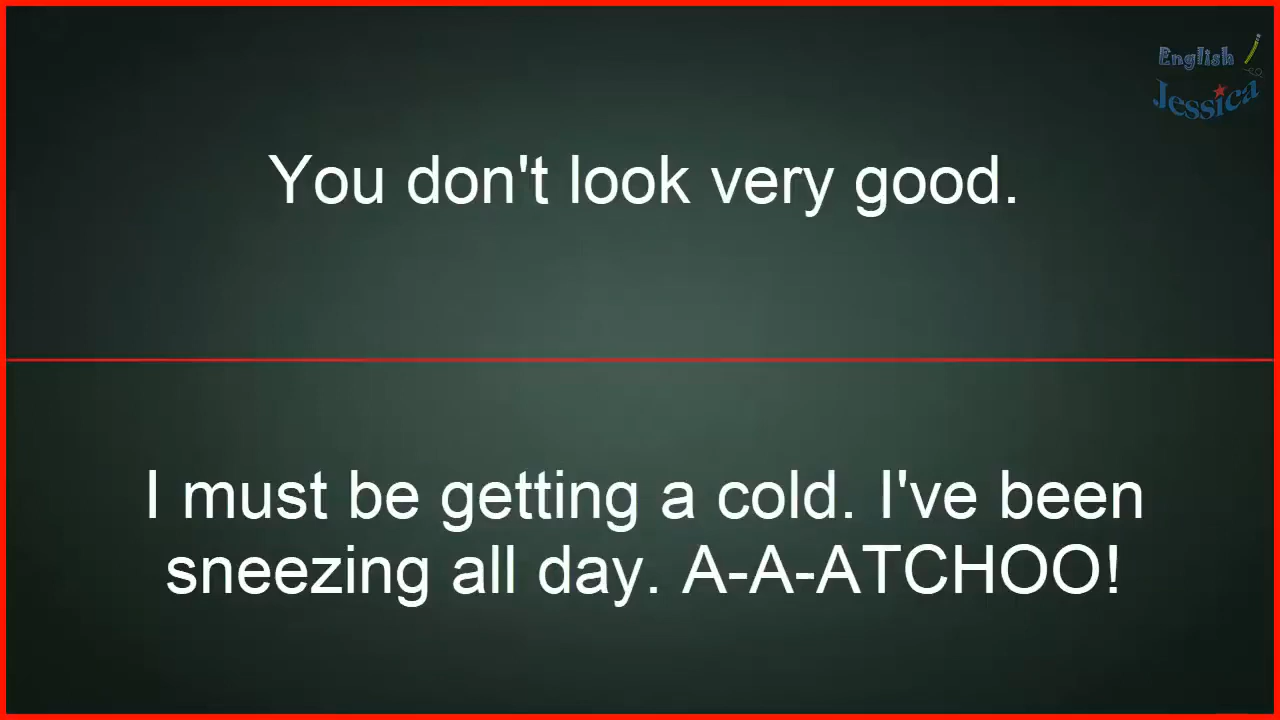 English
Jessica
You don't look very good.
I must be getting a cold. I've been
sneezing all day. A-A-ATCHOO!